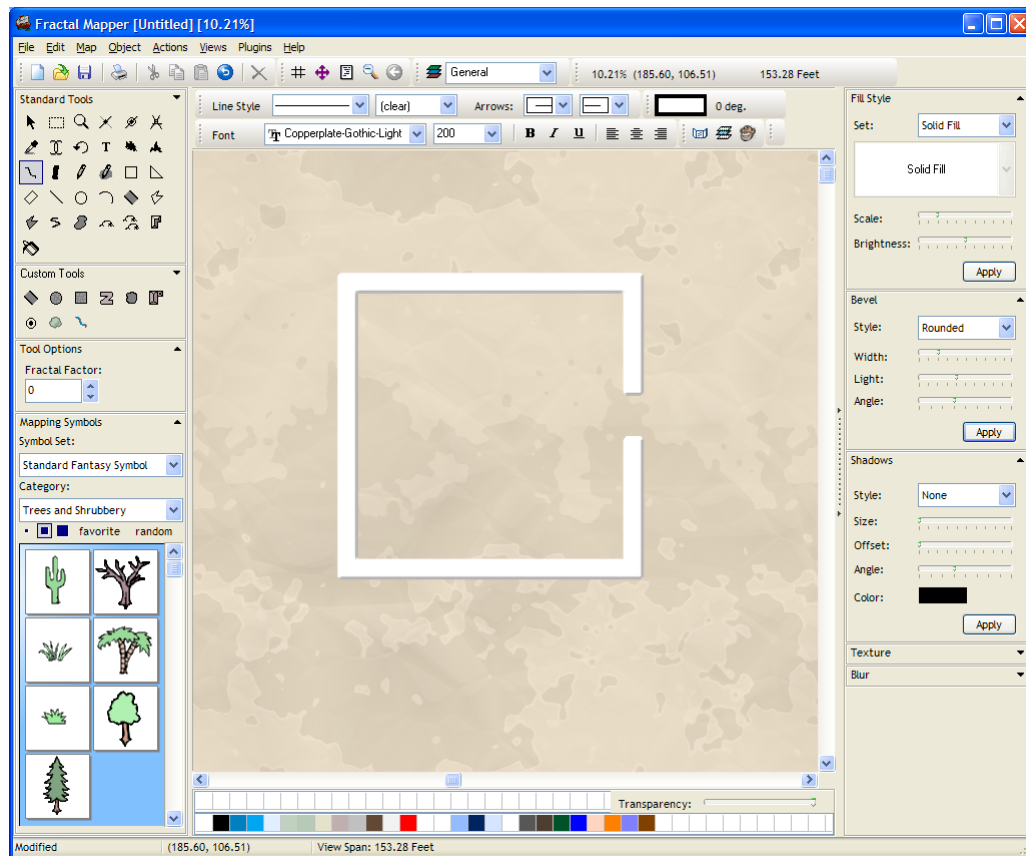 Fractal Mapper [Untitled] [10.21%]
File Edit Map Object Actions Views Plugins Help
General 10.21% (185.60, 106.51) 153.28 Feet
Standard Tools
Line Style (clear) Arrows: 0 deg.
Font Tr Copperplate-Gothic-Light 200 B I U
T
Custom Tools
Tool Options
Fractal Factor:
0
Mapping Symbols
Symbol Set:
Standard Fantasy Symbol
Category:
Trees and Shrubbery
favorite random
Fill Style
Set: Solid Fill
Solid Fill
Scale:
Brightness:
Apply
Bevel
Style: Rounded
Width:
Light:
Angle:
Apply
Shadows
Style: None
Size:
Offset:
Angle:
Color:
Apply
Texture
Blur
Transparency:
Modified (185.60, 106.51) View Span: 153.28 Feet